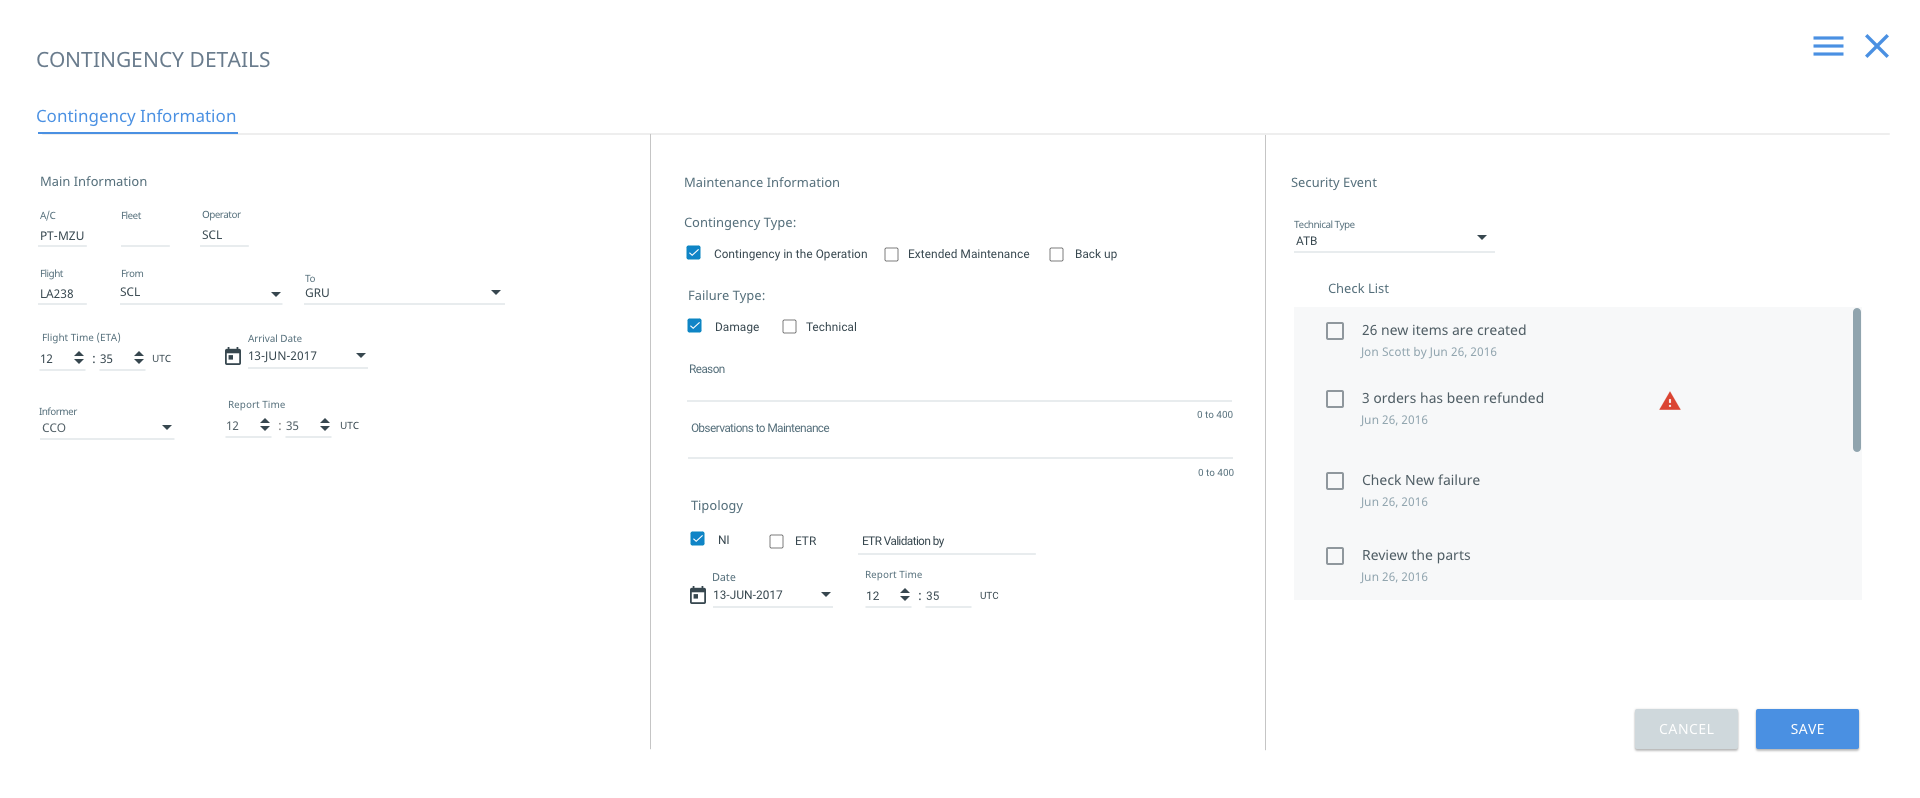 CONTINGENCY DETAILS
Contingency Information
Main Information
A/C Fleet Operator
PT-MZU SCL
Flight From To
LA238 SCL GRU
Flight Time (ETA) Arrival Date
12 : 35 UTC 13-JUN-2017
Informer Report Time
CCO 12 : 35 UTC
Maintenance Information
Contingency Type:
Contingency in the Operation Extended Maintenance Back up
Failure Type:
Damage Technical
Reason
0 to 400
Observations to Maintenance
0 to 400
Tipology
NI ETR ETR Validation by
Date Report Time
13-JUN-2017 12 : 35 UTC
Security Event
Technical Type
ATB
Check List
26 new items are created
Jon Scott by Jun 26, 2016
3 orders has been refunded
Jun 26, 2016
Check New failure
Jun 26, 2016
Review the parts
Jun 26, 2016
CANCEL SAVE